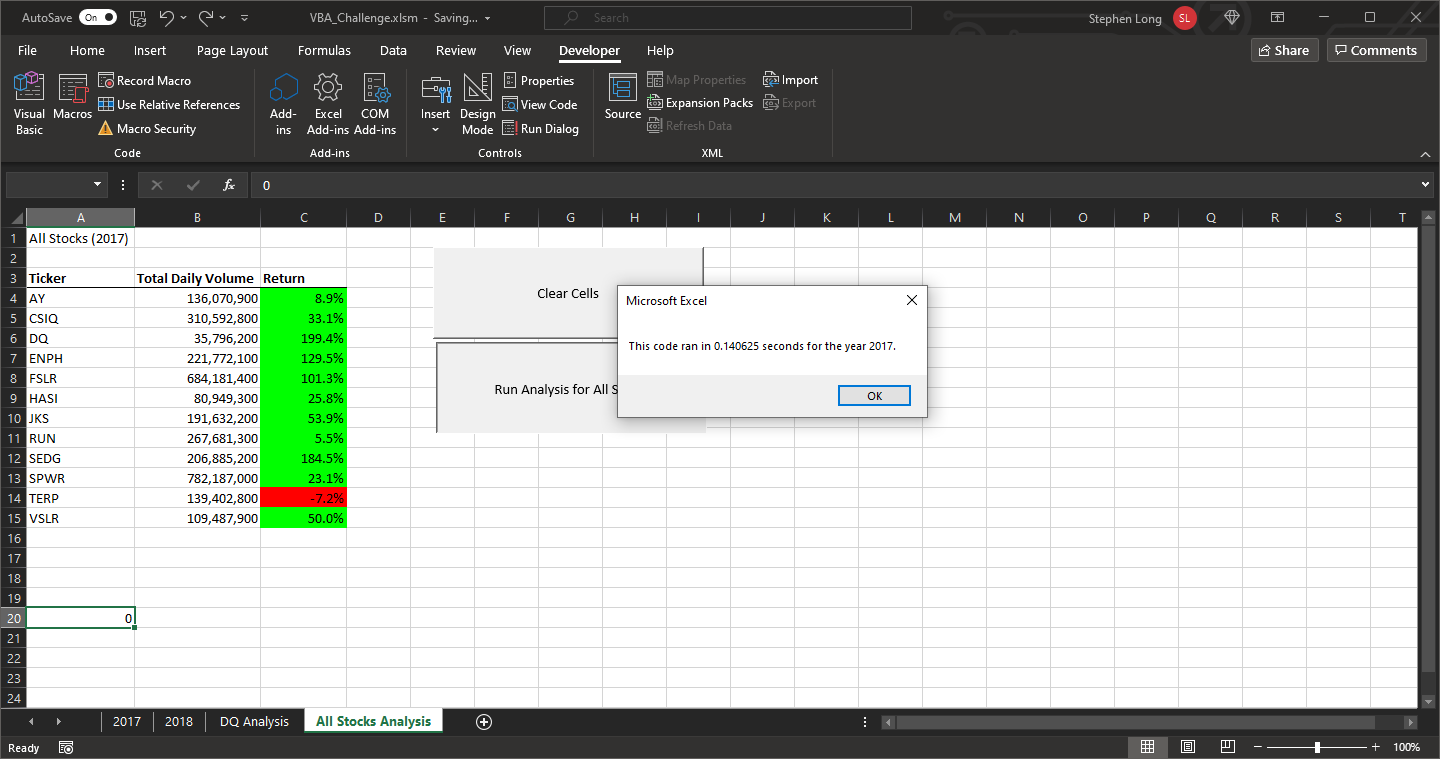 AutoSave On VBA_Challenge.xlsm - Saving... Search Stephen Long SL
File Home Insert Page Layout Formulas Data Review View Developer Help Share Comments
Visual Basic
Macros
Record Macro
Use Relative References
Macro Security
Code
Add-ins
Excel Add-ins
COM Add-ins
Add-ins
Insert
Design Mode
Properties
View Code
Run Dialog
Controls
Source
Map Properties
Expansion Packs
Refresh Data
Import
Export
XML
fx 0
A B C D E F G H I J K L M N O P Q R S T
1 All Stocks (2017)
2
3 Ticker Total Daily Volume Return
4 AY 136,070,900 8.9%
5 CSIQ 310,592,800 33.1%
6 DQ 35,796,200 199.4%
7 ENPH 221,772,100 129.5%
8 FSLR 684,181,400 101.3%
9 HASI 80,949,300 25.8%
10 JKS 191,632,200 53.9%
11 RUN 267,681,300 5.5%
12 SEDG 206,885,200 184.5%
13 SPWR 782,187,000 23.1%
14 TERP 139,402,800 -7.2%
15 VSLR 109,487,900 50.0%
16
17
18
19
20 0
21
22
23
24
Clear Cells
Run Analysis for All S
Microsoft Excel
This code ran in 0.140625 seconds for the year 2017.
OK
2017 2018 DQ Analysis All Stocks Analysis
Ready 100%